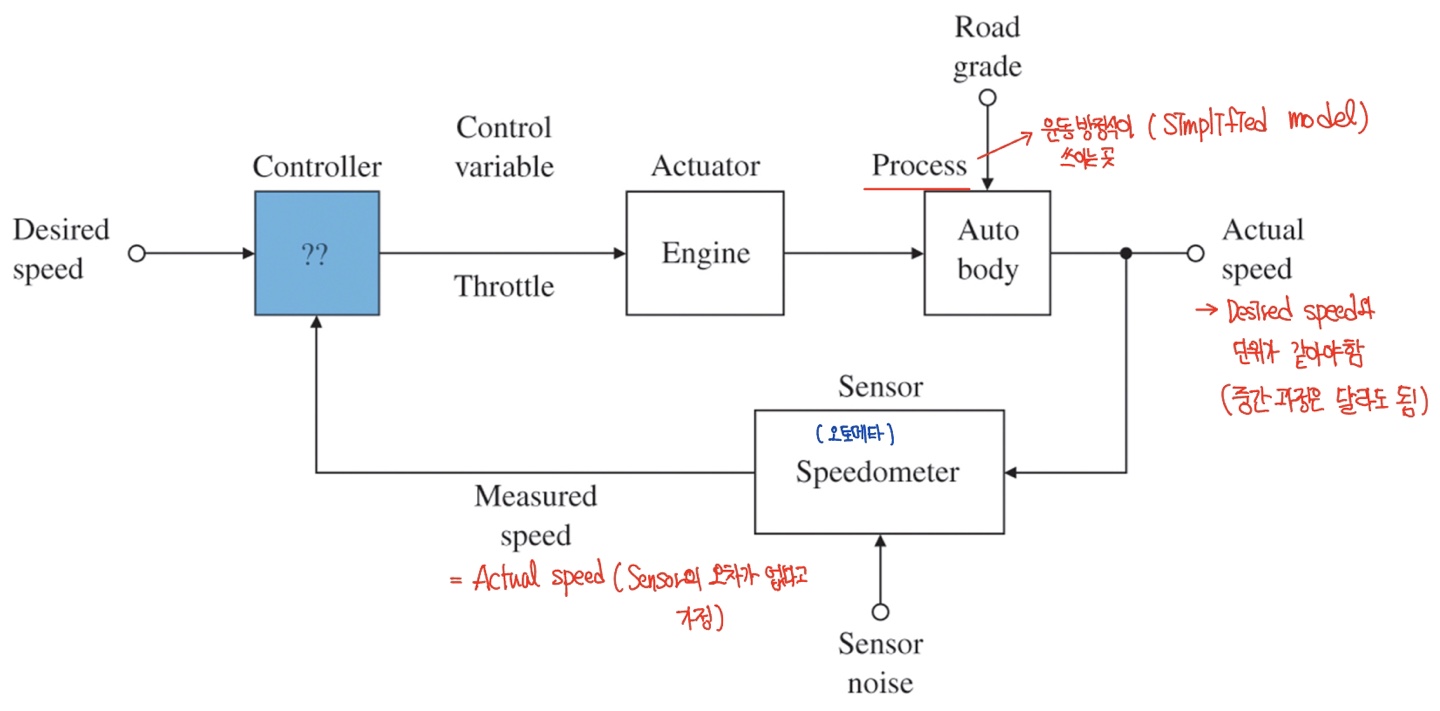 Road
grade
운동방정식이 (Simplified model)
쓰이는 곳
Control
variable
Controller
Actuator
Process
Desired
speed
??
Throttle
Engine
Auto
body
Actual
speed
→ Desired speed와
단위가 같아야함
(중간 과정은 달라도 됨)
Sensor
(오토메타)
Speedometer
Measured
speed
= Actual speed (Sensor의 오차가 없다고
가정)
Sensor
noise